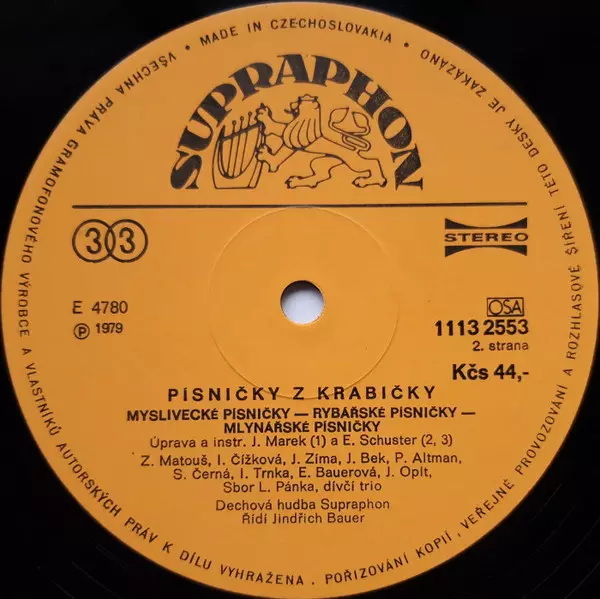 VŠECHNA PRÁVA GRAMOFONOVÉHO VÝROBCE A VLASTNÍKŮ AUTORSKÝCH PRÁV K DÍLU VYHRAŽENA. POŘIZOVÁNÍ KOPIÍ, VEŘEJNÉ PROVOZOVÁNÍ A ROZHLASOVÉ ŠÍŘENÍ TÉTO DESKY JE ZAKÁZÁNO
• MADE IN CZECHOSLOVAKIA •
SUPRAPHON
33
STEREO
E 4780
Ⓟ 1979
OSA
1113 2553
2. strana
Kčs 44,-
PÍSNIČKY Z KRABIČKY
MYSLIVECKÉ PÍSNIČKY — RYBÁŘSKÉ PÍSNIČKY —
MLYNÁŘSKÉ PÍSNIČKY
Úprava a instr. J. Marek (1) a E. Schuster (2, 3)
Z. Matouš, I. Čížková, J. Zíma, J. Bek, P. Altman,
S. Černá, I. Trnka, E. Bauerová, J. Oplt,
Sbor L. Pánka, dívčí trio
Dechová hudba Supraphon
Řídí Jindřich Bauer